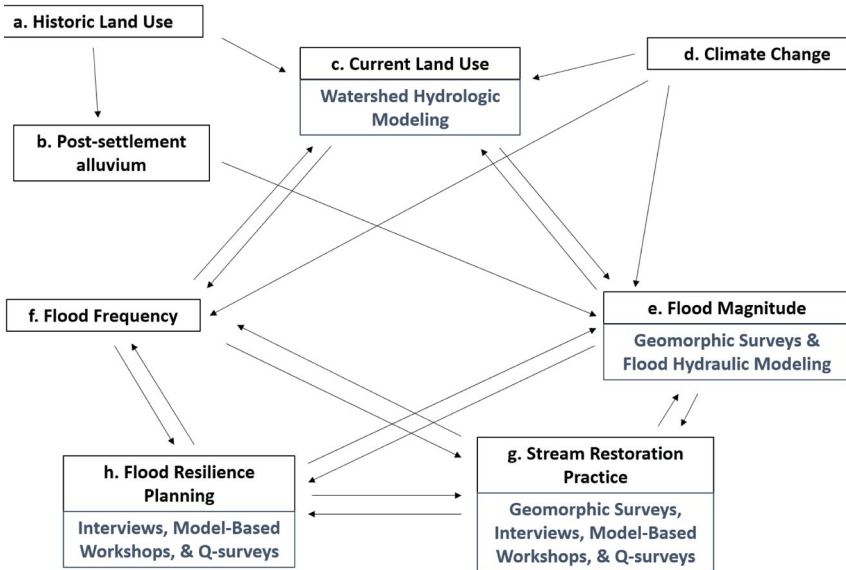 a. Historic Land Use
c. Current Land Use
Watershed Hydrologic
Modeling
d. Climate Change
b. Post-settlement
alluvium
f. Flood Frequency
e. Flood Magnitude
Geomorphic Surveys &
Flood Hydraulic Modeling
h. Flood Resilience
Planning
Interviews, Model-Based
Workshops, & Q-surveys
g. Stream Restoration
Practice
Geomorphic Surveys,
Interviews, Model-Based
Workshops, & Q-surveys